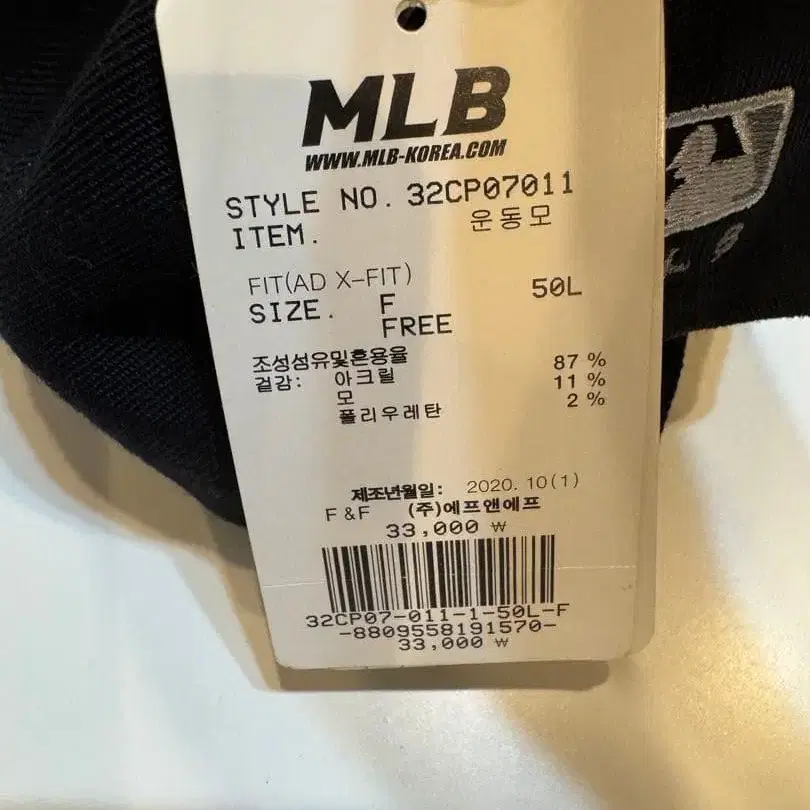 MLB
WWW.MLB-KOREA.COM
STYLE NO. 32CP07011
ITEM. 운동모
FIT(AD X-FIT)
SIZE. F 50L
FREE
조성섬유및혼용율
겉감: 아크릴 87 %
모 11 %
폴리우레탄 2 %
제조년월일: 2020. 10(1)
F & F (주)에프앤에프
33,000 ₩
32CP07-011-1-50L-F
-8809558191570-
33,000 ₩